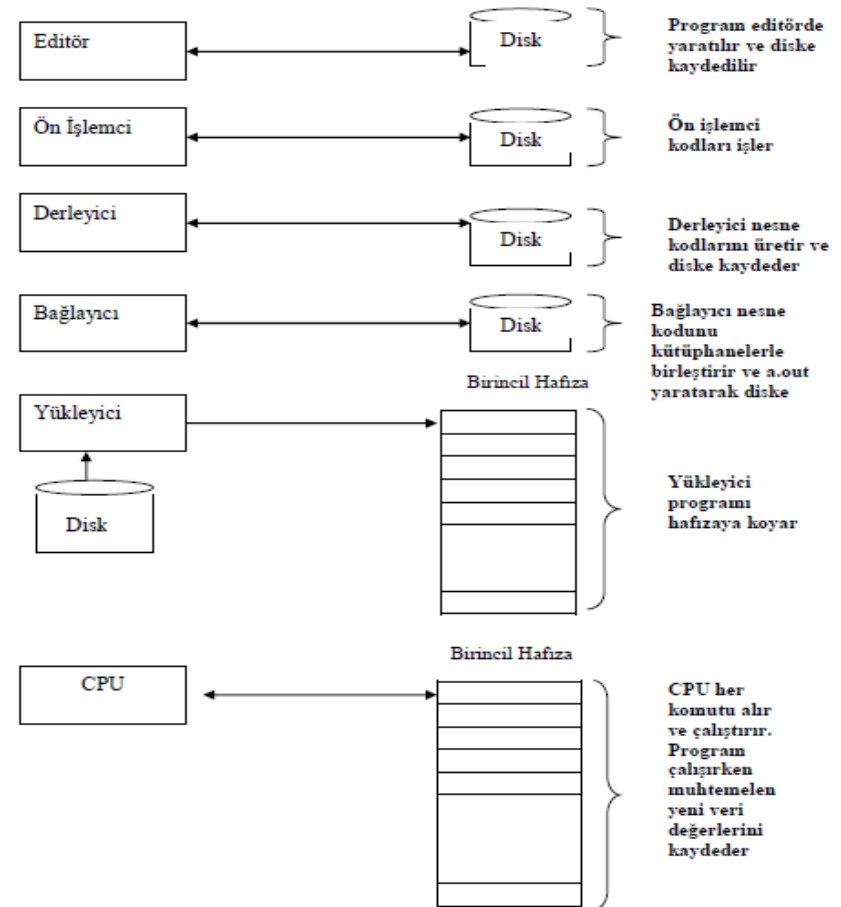 Editör
Disk
Program editörde
yaratılır ve diske
kaydedilir
Ön İşlemci
Disk
Ön işlemci
kodları işler
Derleyici
Disk
Derleyici nesne
kodlarını üretir ve
diske kaydeder
Bağlayıcı
Disk
Bağlayıcı nesne
kodunu
kütüphanelerle
birleştirir ve a.out
yaratarak diske
Birincil Hafıza
Yükleyici
Disk
Yükleyici
programı
hafızaya koyar
Birincil Hafıza
CPU
CPU her
komutu alır
ve çalıştırır.
Program
çalışırken
muhtemelen
yeni veri
değerlerini
kaydeder